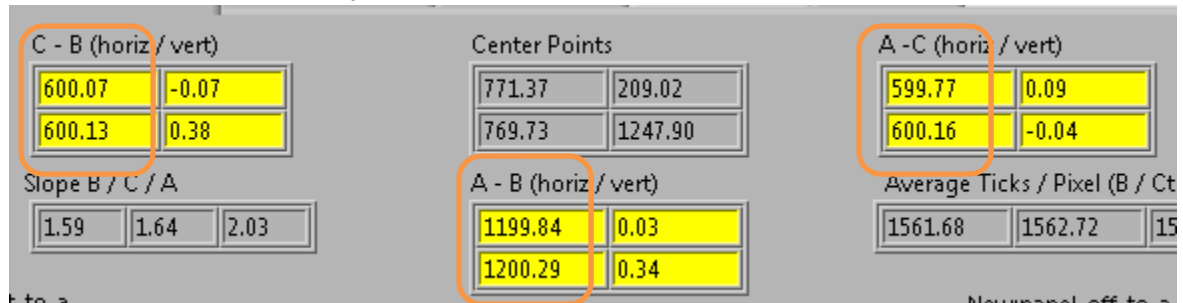 C - B (horiz / vert) Center Points A -C (horiz / vert)
600.07 -0.07 771.37 209.02 599.77 0.09
600.13 0.38 769.73 1247.90 600.16 -0.04
Slope B / C / A A - B (horiz / vert) Average Ticks / Pixel (B / Ct
1.59 1.64 2.03 1199.84 0.03 1561.68 1562.72 15
1200.29 0.34